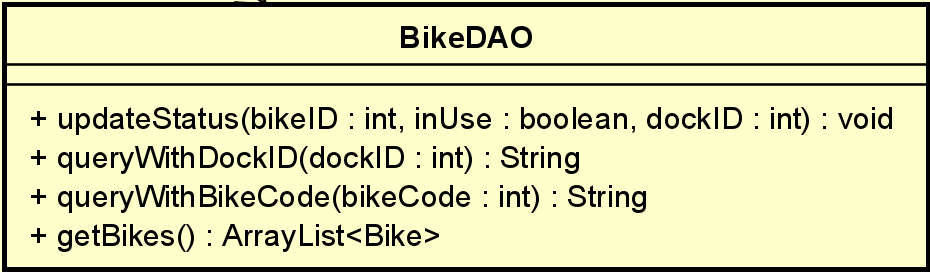 BikeDAO
+ updateStatus(bikeID : int, inUse : boolean, dockID : int) : void
+ queryWithDockID(dockID : int) : String
+ queryWithBikeCode(bikeCode : int) : String
+ getBikes() : ArrayList<Bike>